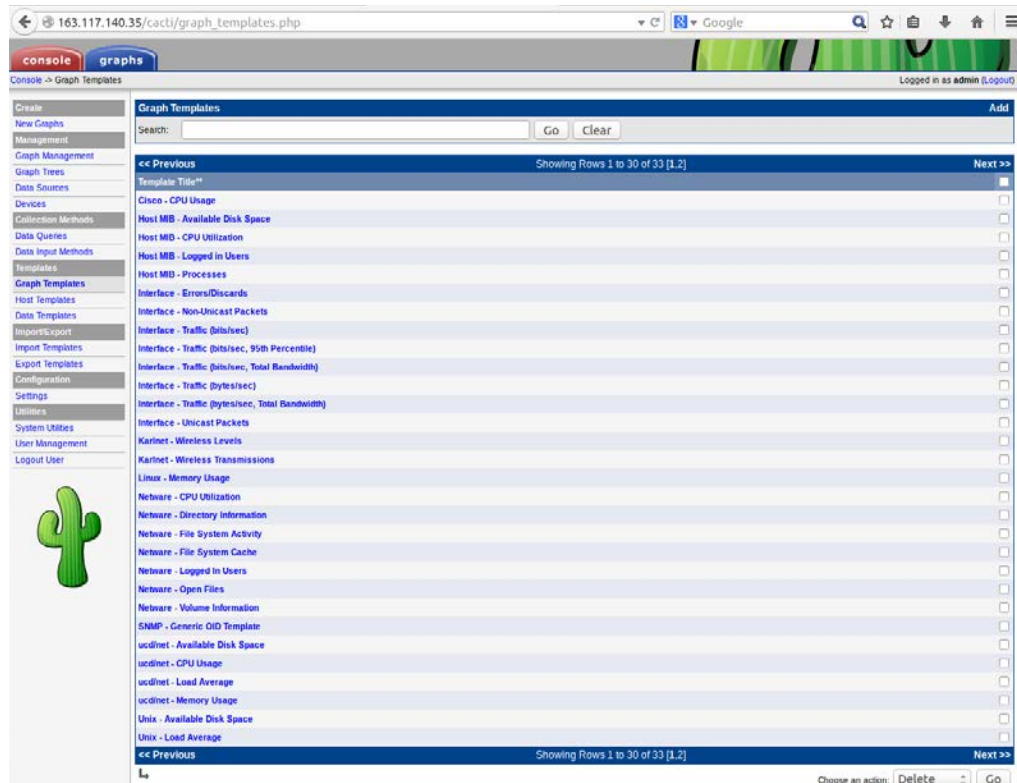 163.117.140.35/cacti/graph_templates.php
Google
console graphs
Console -> Graph Templates
Logged in as admin (Logout)
Create
New Graphs
Management
Graph Management
Graph Trees
Data Sources
Devices
Collection Methods
Data Queries
Data Input Methods
Templates
Graph Templates
Host Templates
Data Templates
Import/Export
Import Templates
Export Templates
Configuration
Settings
Utilities
System Utilities
User Management
Logout User
Graph Templates Add
Search: Go Clear
<< Previous Showing Rows 1 to 30 of 33 [1,2] Next >>
Template Title**
Cisco - CPU Usage
Host MIB - Available Disk Space
Host MIB - CPU Utilization
Host MIB - Logged in Users
Host MIB - Processes
Interface - Errors/Discards
Interface - Non-Unicast Packets
Interface - Traffic (bits/sec)
Interface - Traffic (bits/sec, 95th Percentile)
Interface - Traffic (bits/sec, Total Bandwidth)
Interface - Traffic (bytes/sec)
Interface - Traffic (bytes/sec, Total Bandwidth)
Interface - Unicast Packets
Karlnet - Wireless Levels
Karlnet - Wireless Transmissions
Linux - Memory Usage
Netware - CPU Utilization
Netware - Directory Information
Netware - File System Activity
Netware - File System Cache
Netware - Logged In Users
Netware - Open Files
Netware - Volume Information
SNMP - Generic OID Template
ucd/net - Available Disk Space
ucd/net - CPU Usage
ucd/net - Load Average
ucd/net - Memory Usage
Unix - Available Disk Space
Unix - Load Average
<< Previous Showing Rows 1 to 30 of 33 [1,2] Next >>
Choose an action: Delete Go